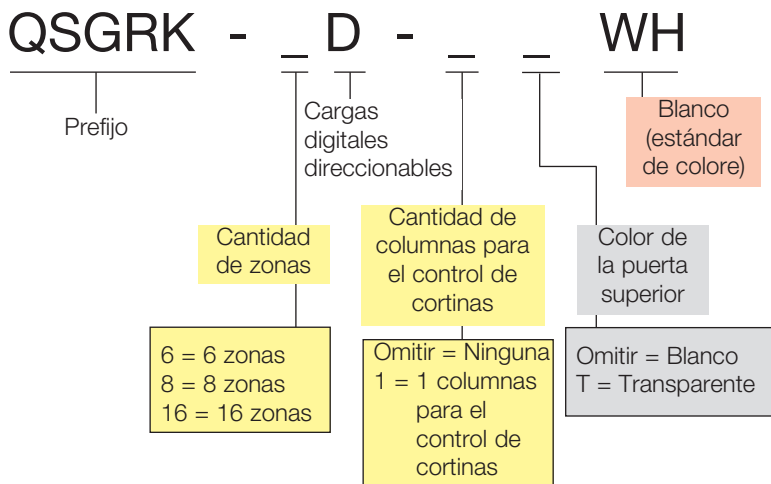 QSGRK - _ D - _ _ WH
Prefijo
Cargas
digitales
direccionables
Blanco
(estándar
de colore)
Cantidad
de zonas
Cantidad de
columnas para
el control de
cortinas
Color de
la puerta
superior
6 = 6 zonas
8 = 8 zonas
16 = 16 zonas
Omitir = Ninguna
1 = 1 columnas
para el
control de
cortinas
Omitir = Blanco
T = Transparente